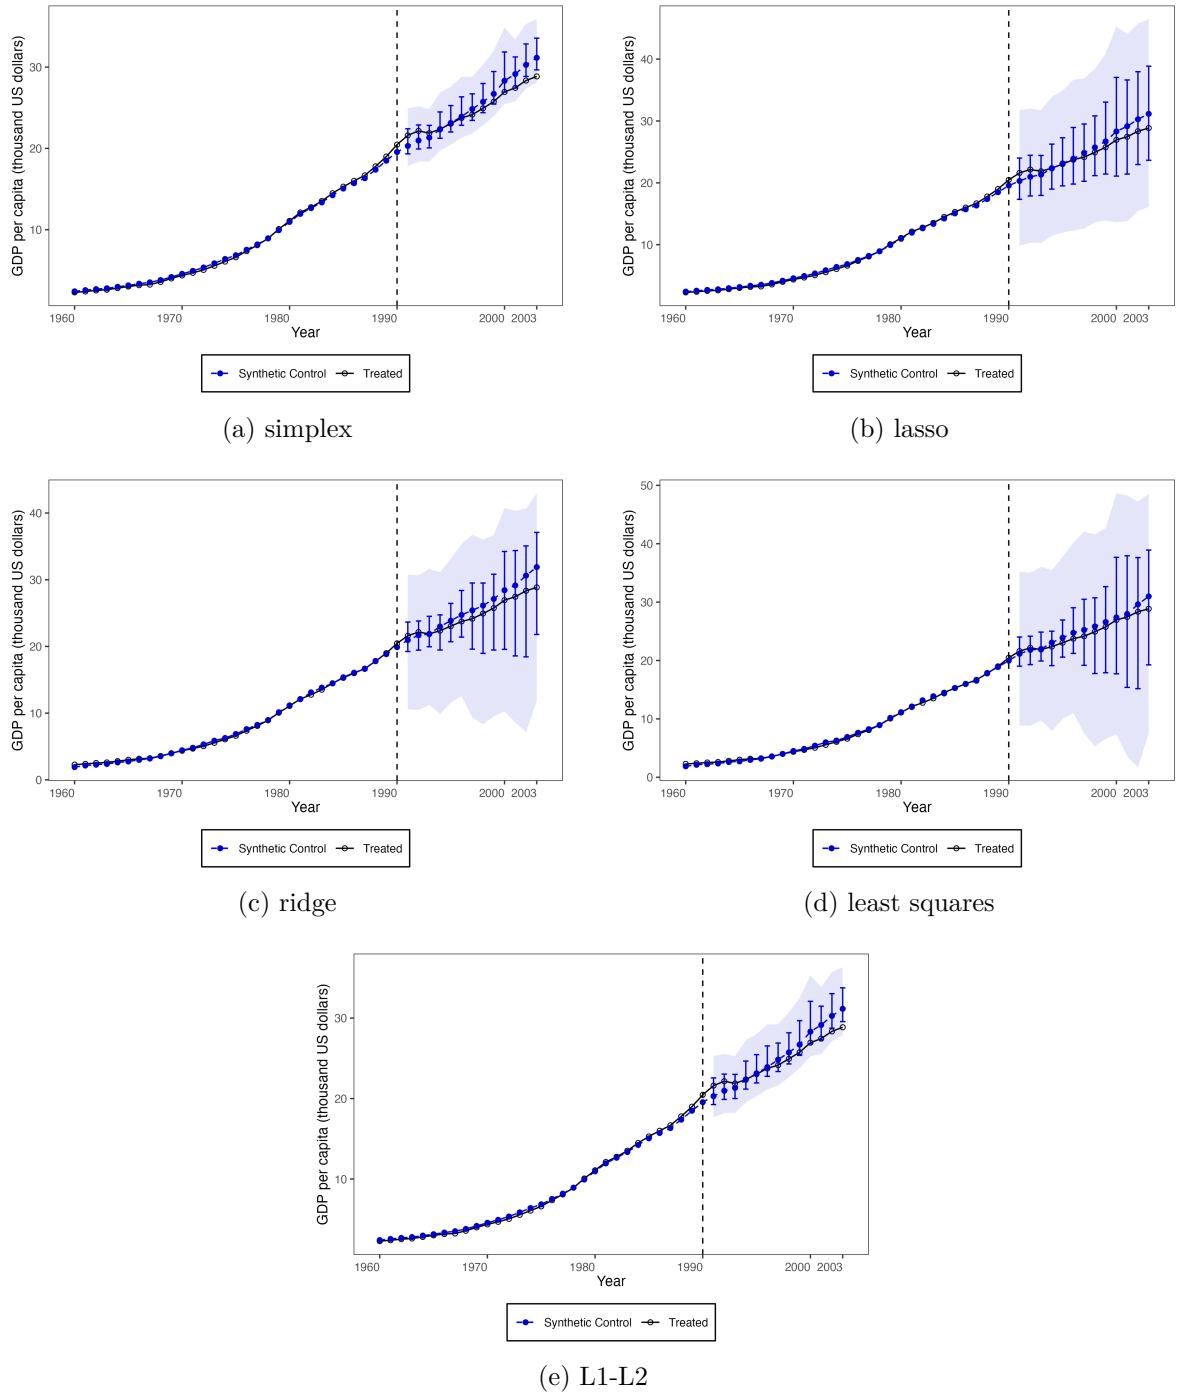 GDP per capita (thousand US dollars)
30
20
10
1960 1970 1980 1990 2000 2003
Year
Synthetic Control Treated
(a) simplex
GDP per capita (thousand US dollars)
40
30
20
10
1960 1970 1980 1990 2000 2003
Year
Synthetic Control Treated
(b) lasso
GDP per capita (thousand US dollars)
40
30
20
10
0
1960 1970 1980 1990 2000 2003
Year
Synthetic Control Treated
(c) ridge
GDP per capita (thousand US dollars)
50
40
30
20
10
0
1960 1970 1980 1990 2000 2003
Year
Synthetic Control Treated
(d) least squares
GDP per capita (thousand US dollars)
30
20
10
1960 1970 1980 1990 2000 2003
Year
Synthetic Control Treated
(e) L1-L2